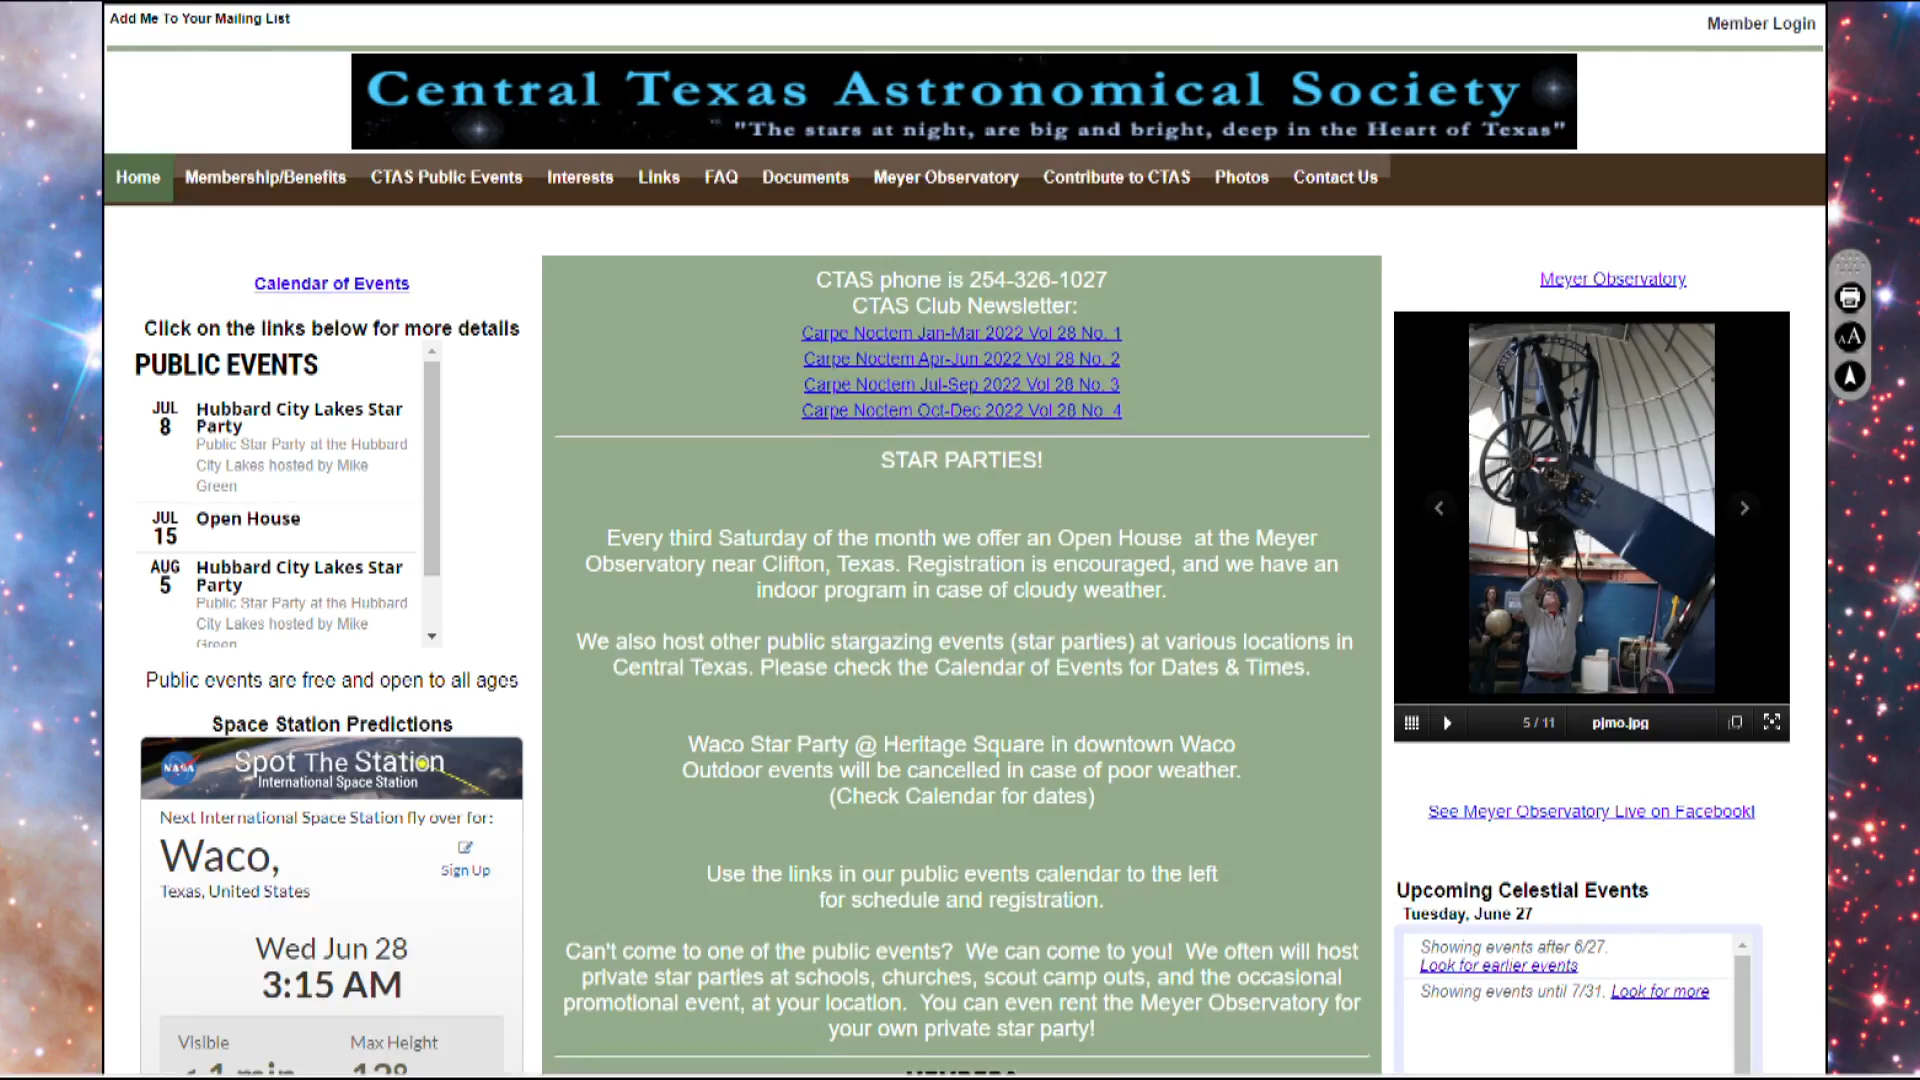 Add Me To Your Mailing List
Member Login
Central Texas Astronomical Society
"The stars at night, are big and bright, deep in the Heart of Texas"
Home Membership/Benefits CTAS Public Events Interests Links FAQ Documents Meyer Observatory Contribute to CTAS Photos Contact Us
Calendar of Events
Click on the links below for more details
PUBLIC EVENTS
JUL
8
Hubbard City Lakes Star
Party
Public Star Party at the Hubbard
City Lakes hosted by Mike
Green
JUL
15
Open House
AUG
5
Hubbard City Lakes Star
Party
Public Star Party at the Hubbard
City Lakes hosted by Mike
Green
Public events are free and open to all ages
Space Station Predictions
NASA
Spot The Station
International Space Station
Next International Space Station fly over for:
Waco,
Texas, United States
Sign Up
Wed Jun 28
3:15 AM
Visible
Max Height
CTAS phone is 254-326-1027
CTAS Club Newsletter:
Carpe Noctem Jan-Mar 2022 Vol 28 No. 1
Carpe Noctem Apr-Jun 2022 Vol 28 No. 2
Carpe Noctem Jul-Sep 2022 Vol 28 No. 3
Carpe Noctem Oct-Dec 2022 Vol 28 No 4
STAR PARTIES!
Every third Saturday of the month we offer an Open House at the Meyer
Observatory near Clifton, Texas. Registration is encouraged, and we have an
indoor program in case of cloudy weather.
We also host other public stargazing events (star parties) at various locations in
Central Texas. Please check the Calendar of Events for Dates & Times.
Waco Star Party @ Heritage Square in downtown Waco
Outdoor events will be cancelled in case of poor weather.
(Check Calendar for dates)
Use the links in our public events calendar to the left
for schedule and registration.
Can't come to one of the public events? We can come to you! We often will host
private star parties at schools, churches, scout camp outs, and the occasional
promotional event, at your location. You can even rent the Meyer Observatory for
your own private star party!
Meyer Observatory
5 / 11
pjmo.jpg
See Meyer Observatory Live on Facebook!
Upcoming Celestial Events
Tuesday, June 27
Showing events after 6/27.
Look for earlier events
Showing events until 7/31. Look for more
AA